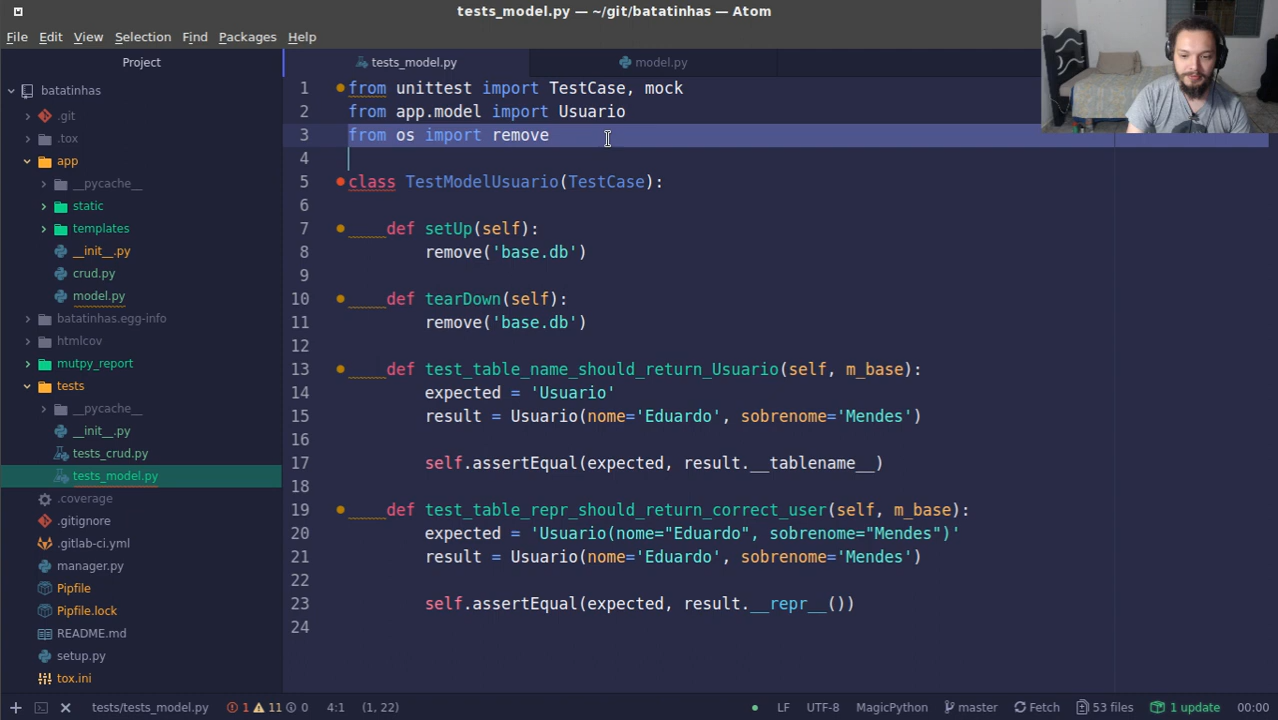 tests_model.py — ~/git/batatinhas — Atom
File Edit View Selection Find Packages Help
Project
batatinhas
.git
.tox
app
__pycache__
static
templates
__init__.py
crud.py
model.py
batatinhas.egg-info
htmlcov
mutpy_report
tests
__pycache__
__init__.py
tests_crud.py
tests_model.py
.coverage
.gitignore
.gitlab-ci.yml
manager.py
Pipfile
Pipfile.lock
README.md
setup.py
tox.ini
tests_model.py model.py
1 from unittest import TestCase, mock
2 from app.model import Usuario
3 from os import remove
4
5 class TestModelUsuario(TestCase):
6
7 def setUp(self):
8 remove('base.db')
9
10 def tearDown(self):
11 remove('base.db')
12
13 def test_table_name_should_return_Usuario(self, m_base):
14 expected = 'Usuario'
15 result = Usuario(nome='Eduardo', sobrenome='Mendes')
16
17 self.assertEqual(expected, result.__tablename__)
18
19 def test_table_repr_should_return_correct_user(self, m_base):
20 expected = 'Usuario(nome="Eduardo", sobrenome="Mendes")'
21 result = Usuario(nome='Eduardo', sobrenome='Mendes')
22
23 self.assertEqual(expected, result.__repr__())
24
tests/tests_model.py 1 11 0 4:1 (1, 22) LF UTF-8 MagicPython master Fetch 53 files 1 update 00:00